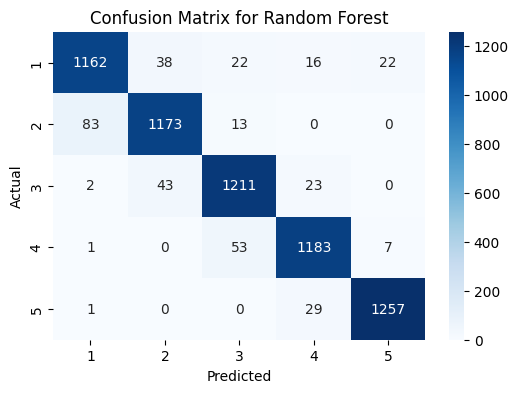 Confusion Matrix for Random Forest
1 1162 38 22 16 22
2 83 1173 13 0 0
3 2 43 1211 23 0
4 1 0 53 1183 7
5 1 0 0 29 1257
1 2 3 4 5
Predicted
Actual
1200
1000
800
600
400
200
0